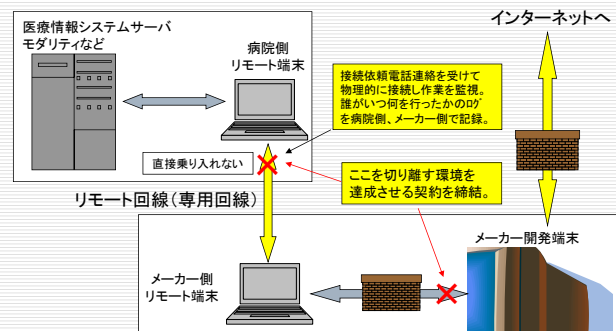 インターネットへ
医療情報システムサーバ
モダリティなど
病院側
リモート端末
接続依頼電話連絡を受けて
物理的に接続し作業を監視。
誰がいつ何を行ったかのﾛｸﾞ
を病院側、メーカー側で記録。
直接乗り入れない
ここを切り離す環境を
達成させる契約を締結。
リモート回線(専用回線)
メーカー開発端末
メーカー側
リモート端末